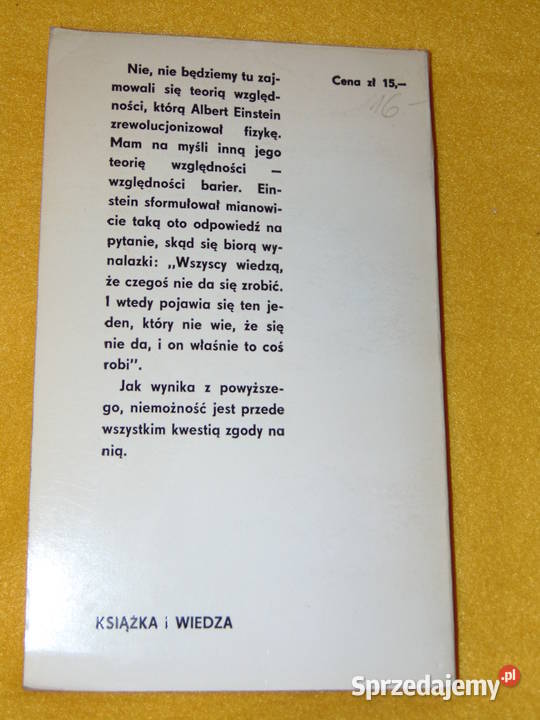 Nie, nie będziemy tu zaj-
mowali się teorią względ-
ności, którą Albert Einstein
zrewolucjonizował fizykę.
Mam na myśli inną jego
teorię względności —
względności barier. Ein-
stein sformułował mianowi-
cie taką oto odpowiedź na
pytanie, skąd się biorą wy-
nalazki: „Wszyscy wiedzą,
że czegoś nie da się zrobić.
I wtedy pojawia się ten je-
den, który nie wie, że się
nie da, i on właśnie to coś
robi".
Jak wynika z powyższe-
go, niemożność jest przede
wszystkim kwestią zgody na
nią.
Cena zł 15,—
16—
KSIĄŻKA i WIEDZA
Sprzedajemy.pl